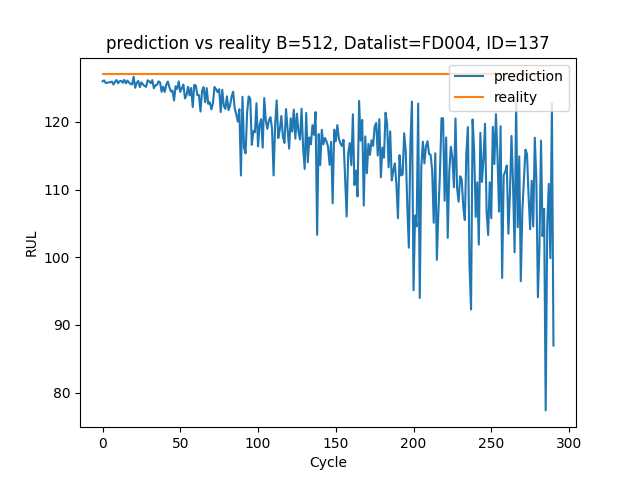 prediction vs reality B=512, Datalist=FD004, ID=137
prediction
reality
RUL
120
110
100
90
80
0 50 100 150 200 250 300
Cycle